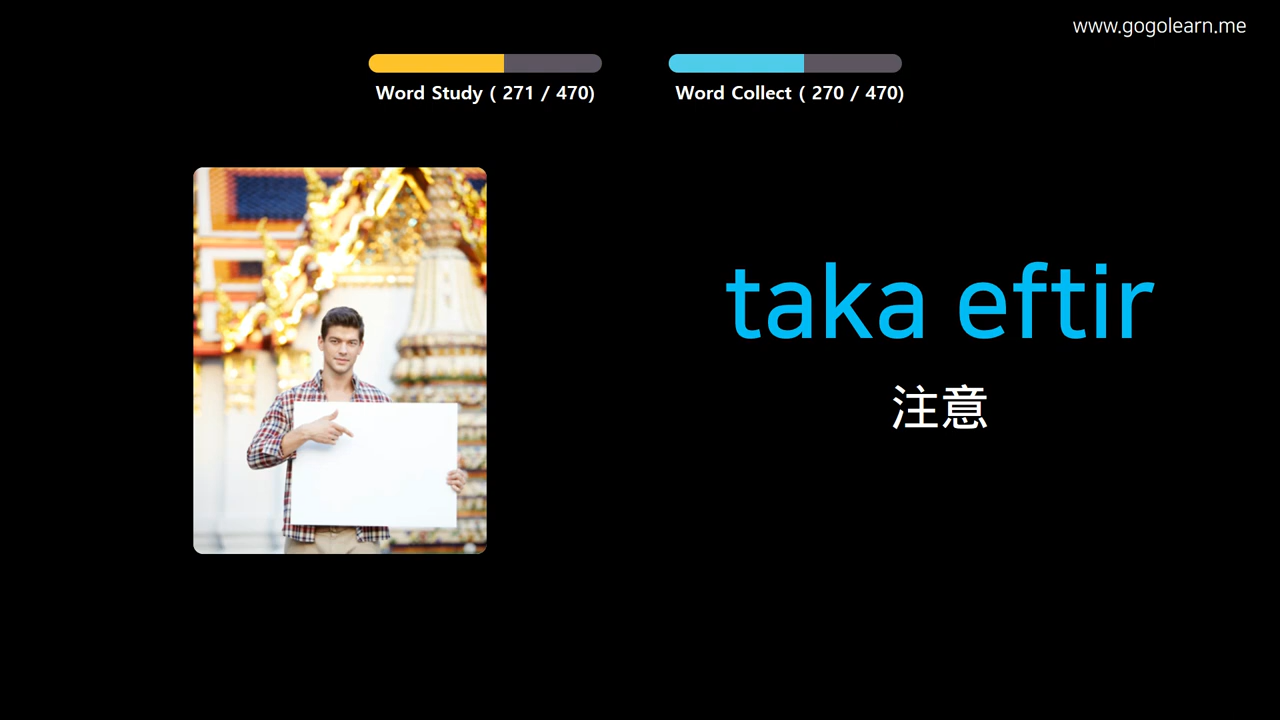 www.gogolearn.me
Word Study ( 271 / 470)
Word Collect ( 270 / 470)
taka eftir
注意